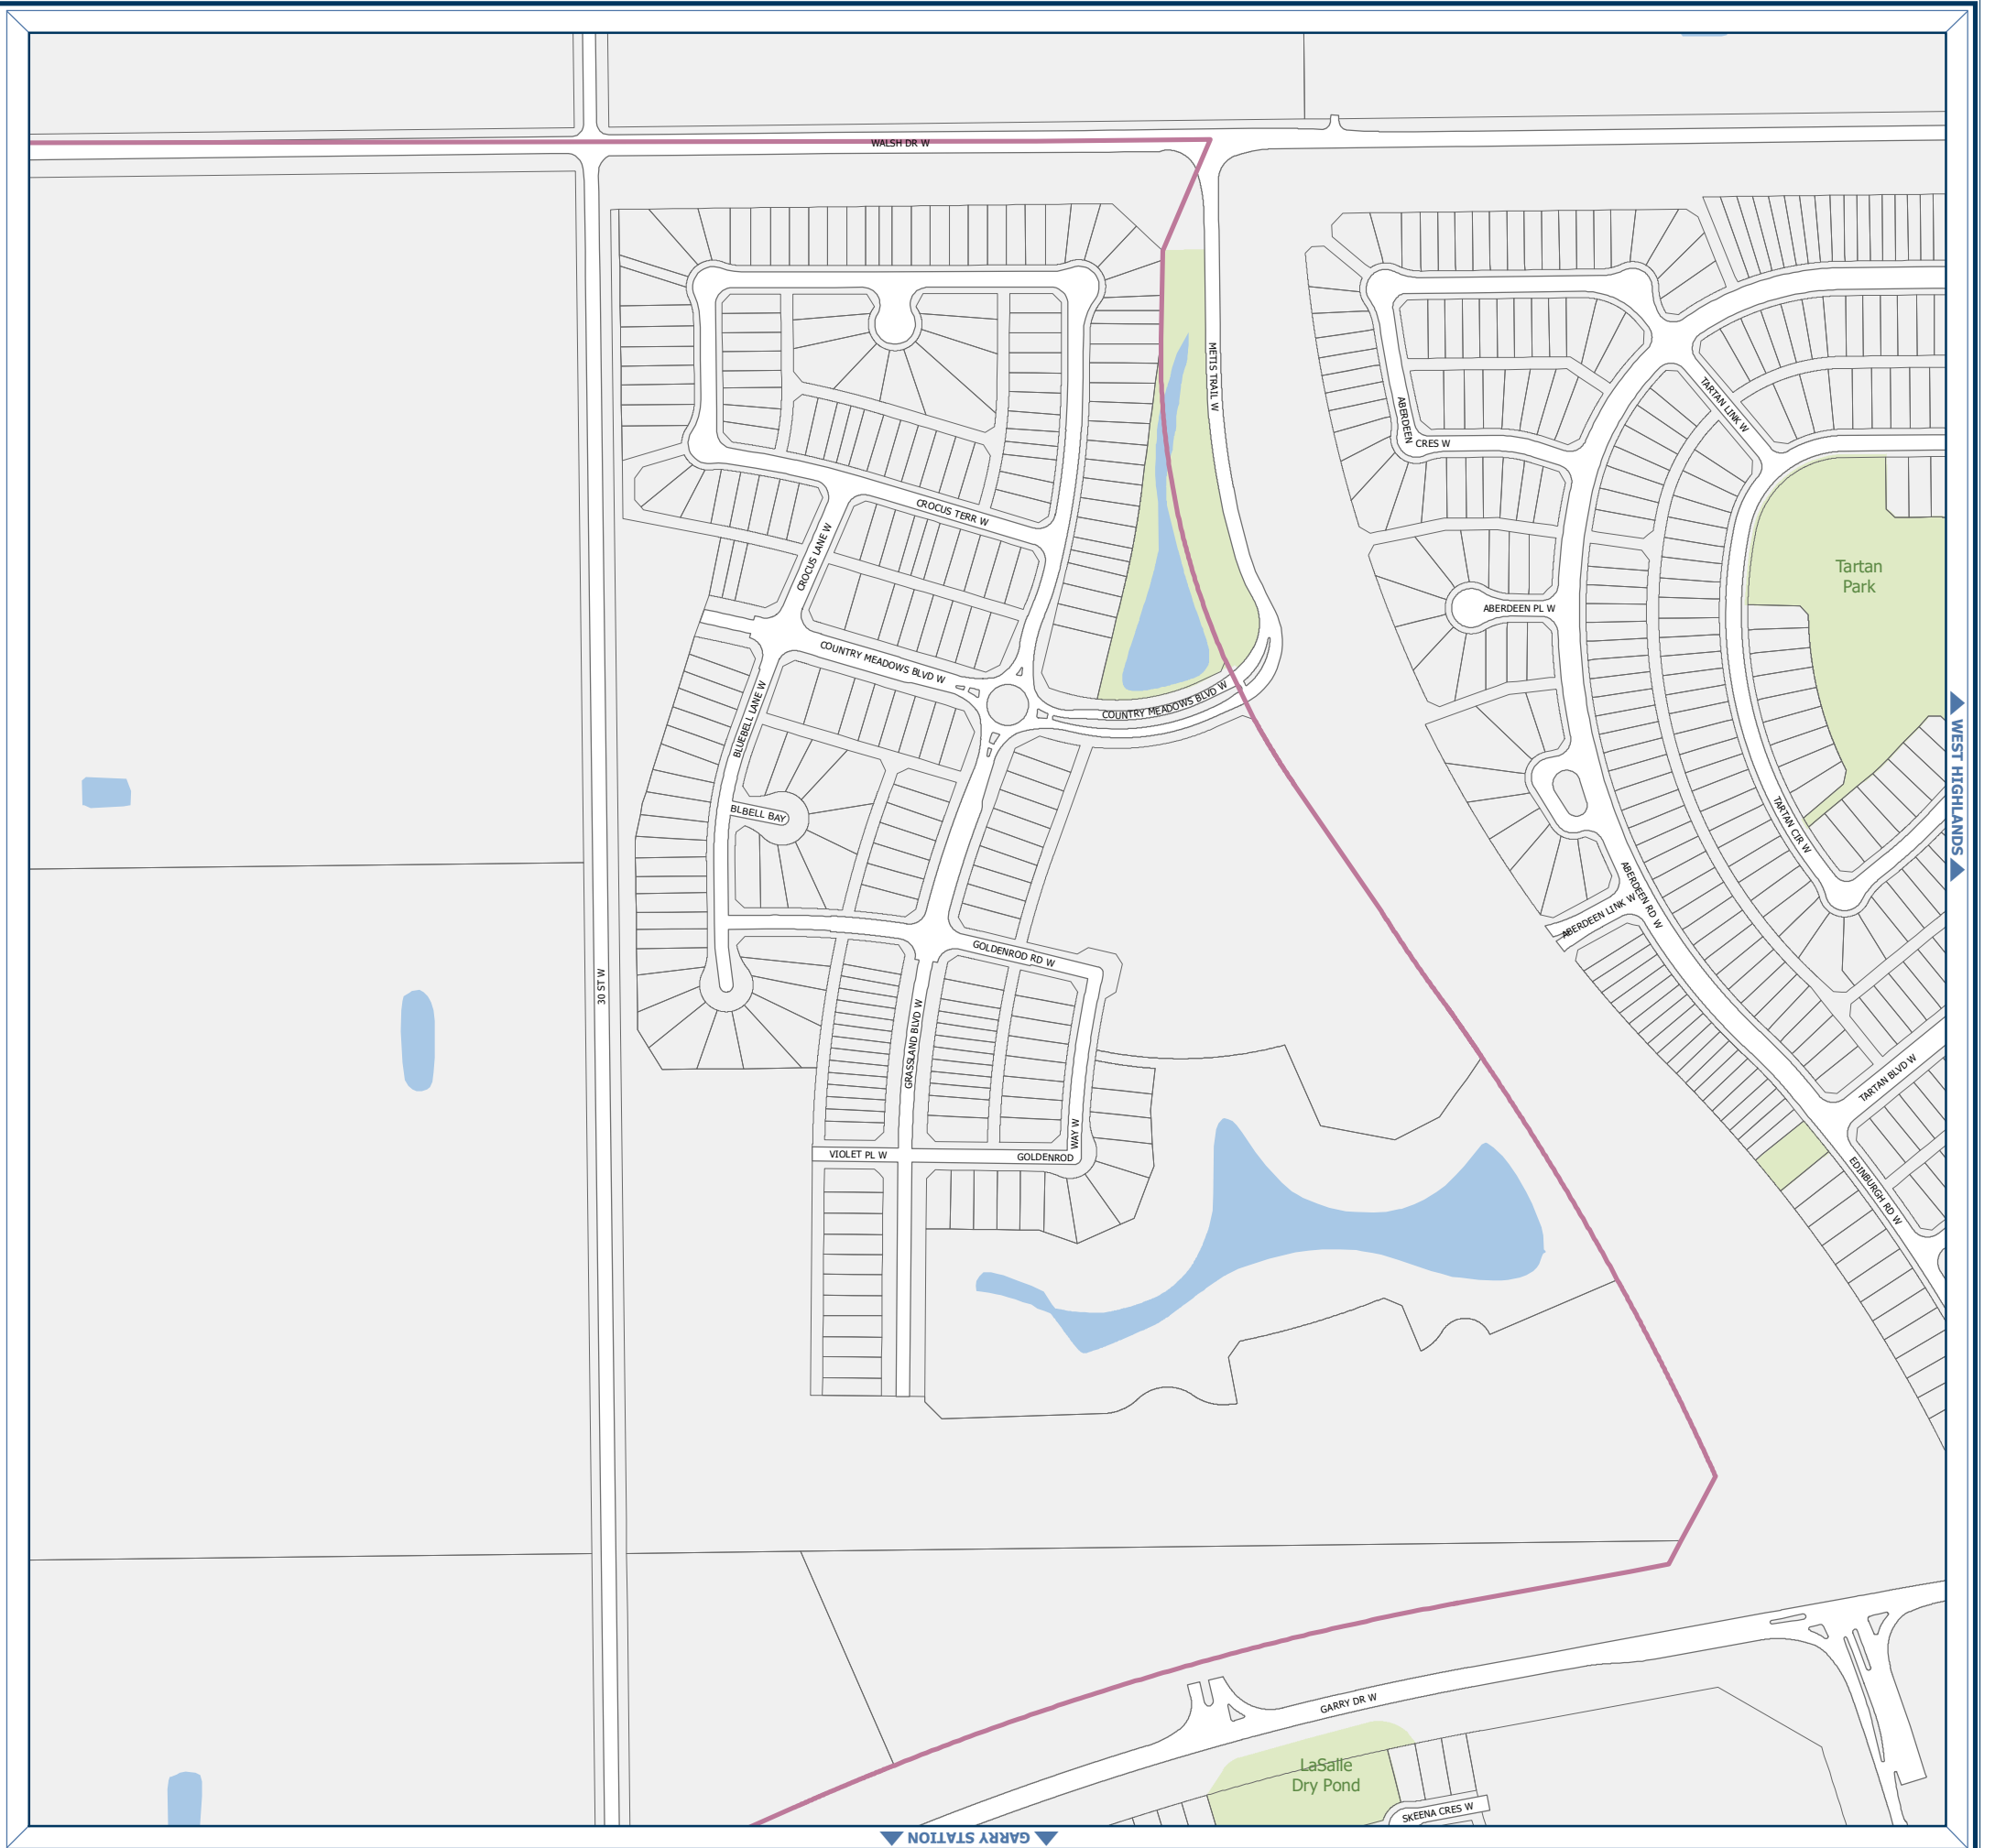 WALSH DR W
METIS TRAIL W
TARTAN LINK W
ABERDEEN
CRES W
CROCUS TERR W
CROCUS LANE W
Tartan
Park
ABERDEEN PL W
COUNTRY MEADOWS BLVD W
COUNTRY MEADOWS BLVD W
BLUEBELL LANE W
WEST HIGHLANDS
BLBELL BAY
TARTAN CIR W
ABERDEEN RD W
ABERDEEN LINK W
GOLDENROD RD W
30 ST W
GRASSLAND BLVD W
TARTAN BLVD W
WAY W
VIOLET PL W
GOLDENROD
EDINBURGH RD W
GARRY DR W
LaSalle
Dry Pond
SKEENA CRES W
GARRY STATION